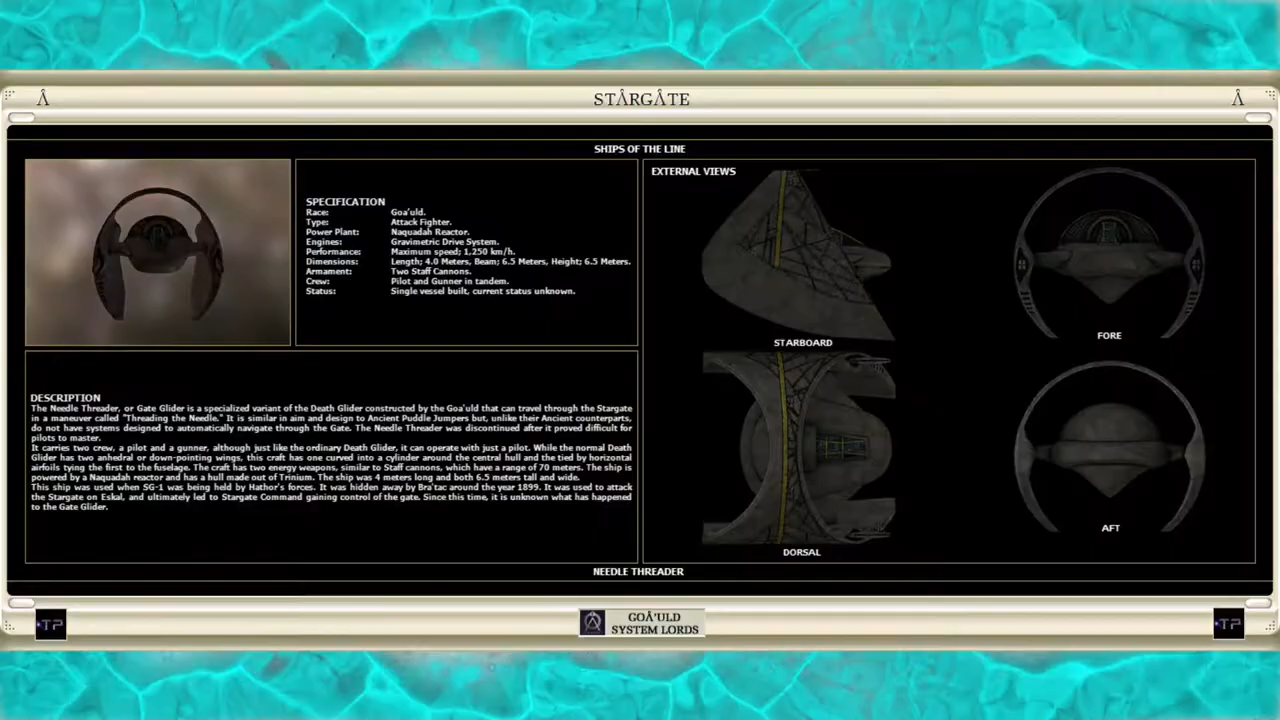 Â STÂRGÂTE Â
SHIPS OF THE LINE
SPECIFICATION
Race: Goa'uld.
Type: Attack Fighter.
Power Plant: Naquadah Reactor.
Engines: Gravimetric Drive System.
Performance: Maximum speed; 1,250 km/h.
Dimensions: Length; 4.0 Meters, Beam; 6.5 Meters, Height; 6.5 Meters.
Armament: Two Staff Cannons.
Crew: Pilot and Gunner in tandem.
Status: Single vessel built, current status unknown.
DESCRIPTION
The Needle Threader, or Gate Glider is a specialized variant of the Death Glider constructed by the Goa'uld that can travel through the Stargate
in a maneuver called "Threading the Needle." It is similar in aim and design to Ancient Puddle Jumpers but, unlike their Ancient counterparts,
do not have systems designed to automatically navigate through the Gate. The Needle Threader was discontinued after it proved difficult for
pilots to master.
It carries two crew, a pilot and a gunner, although just like the ordinary Death Glider, it can operate with just a pilot. While the normal Death
Glider has two anhedral or down-pointing wings, this craft has one curved into a cylinder around the central hull and the tied by horizontal
airfoils tying the first to the fuselage. The craft has two energy weapons, similar to Staff cannons, which have a range of 70 meters. The ship is
powered by a Naquadah reactor and has a hull made out of Trinium. The ship was 4 meters long and both 6.5 meters tall and wide.
This ship was used when SG-1 was being held by Hathor's forces. It was hidden away by Bra'tac around the year 1899. It was used to attack
the Stargate on Eskal, and ultimately led to Stargate Command gaining control of the gate. Since this time, it is unknown what has happened
to the Gate Glider.
EXTERNAL VIEWS
STARBOARD
FORE
DORSAL
AFT
NEEDLE THREADER
TP
GOÂ'ULD
SYSTEM LORDS
TP